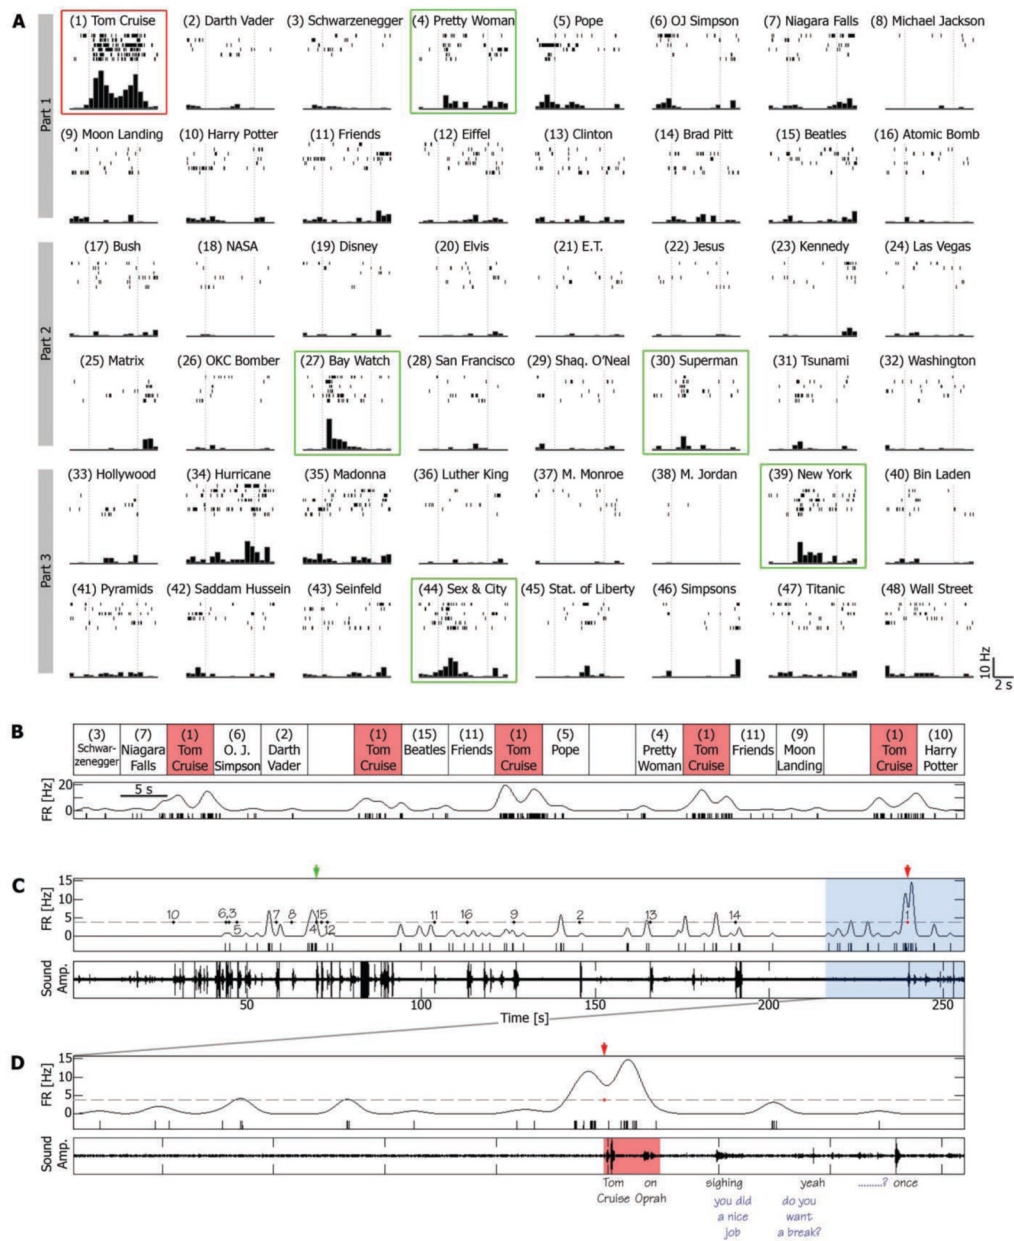 A
Part 1
(1) Tom Cruise
(2) Darth Vader
(3) Schwarzenegger
(4) Pretty Woman
(5) Pope
(6) OJ Simpson
(7) Niagara Falls
(8) Michael Jackson
(9) Moon Landing
(10) Harry Potter
(11) Friends
(12) Eiffel
(13) Clinton
(14) Brad Pitt
(15) Beatles
(16) Atomic Bomb
Part 2
(17) Bush
(18) NASA
(19) Disney
(20) Elvis
(21) E.T.
(22) Jesus
(23) Kennedy
(24) Las Vegas
(25) Matrix
(26) OKC Bomber
(27) Bay Watch
(28) San Francisco
(29) Shaq. O'Neal
(30) Superman
(31) Tsunami
(32) Washington
Part 3
(33) Hollywood
(34) Hurricane
(35) Madonna
(36) Luther King
(37) M. Monroe
(38) M. Jordan
(39) New York
(40) Bin Laden
(41) Pyramids
(42) Saddam Hussein
(43) Seinfeld
(44) Sex & City
(45) Stat. of Liberty
(46) Simpsons
(47) Titanic
(48) Wall Street
10 Hz
2 s
B
(3)
Schwar-
zenegger
(7)
Niagara
Falls
(1)
Tom
Cruise
(6)
O. J.
Simpson
(2)
Darth
Vader
(1)
Tom
Cruise
(15)
Beatles
(11)
Friends
(1)
Tom
Cruise
(5)
Pope
(4)
Pretty
Woman
(1)
Tom
Cruise
(11)
Friends
(9)
Moon
Landing
(1)
Tom
Cruise
(10)
Harry
Potter
FR [Hz]
20
10
0
5 s
C
FR [Hz]
15
10
5
0
10
6 3
5
7
8
15
4
12
11
16
9
2
13
14
1
Sound
Amp.
50
100
150
200
250
Time [s]
D
FR [Hz]
15
10
5
0
Sound
Amp.
Tom
Cruise
on
Oprah
sighing
yeah
.........? once
you did
a nice
job
do you
want
a break?